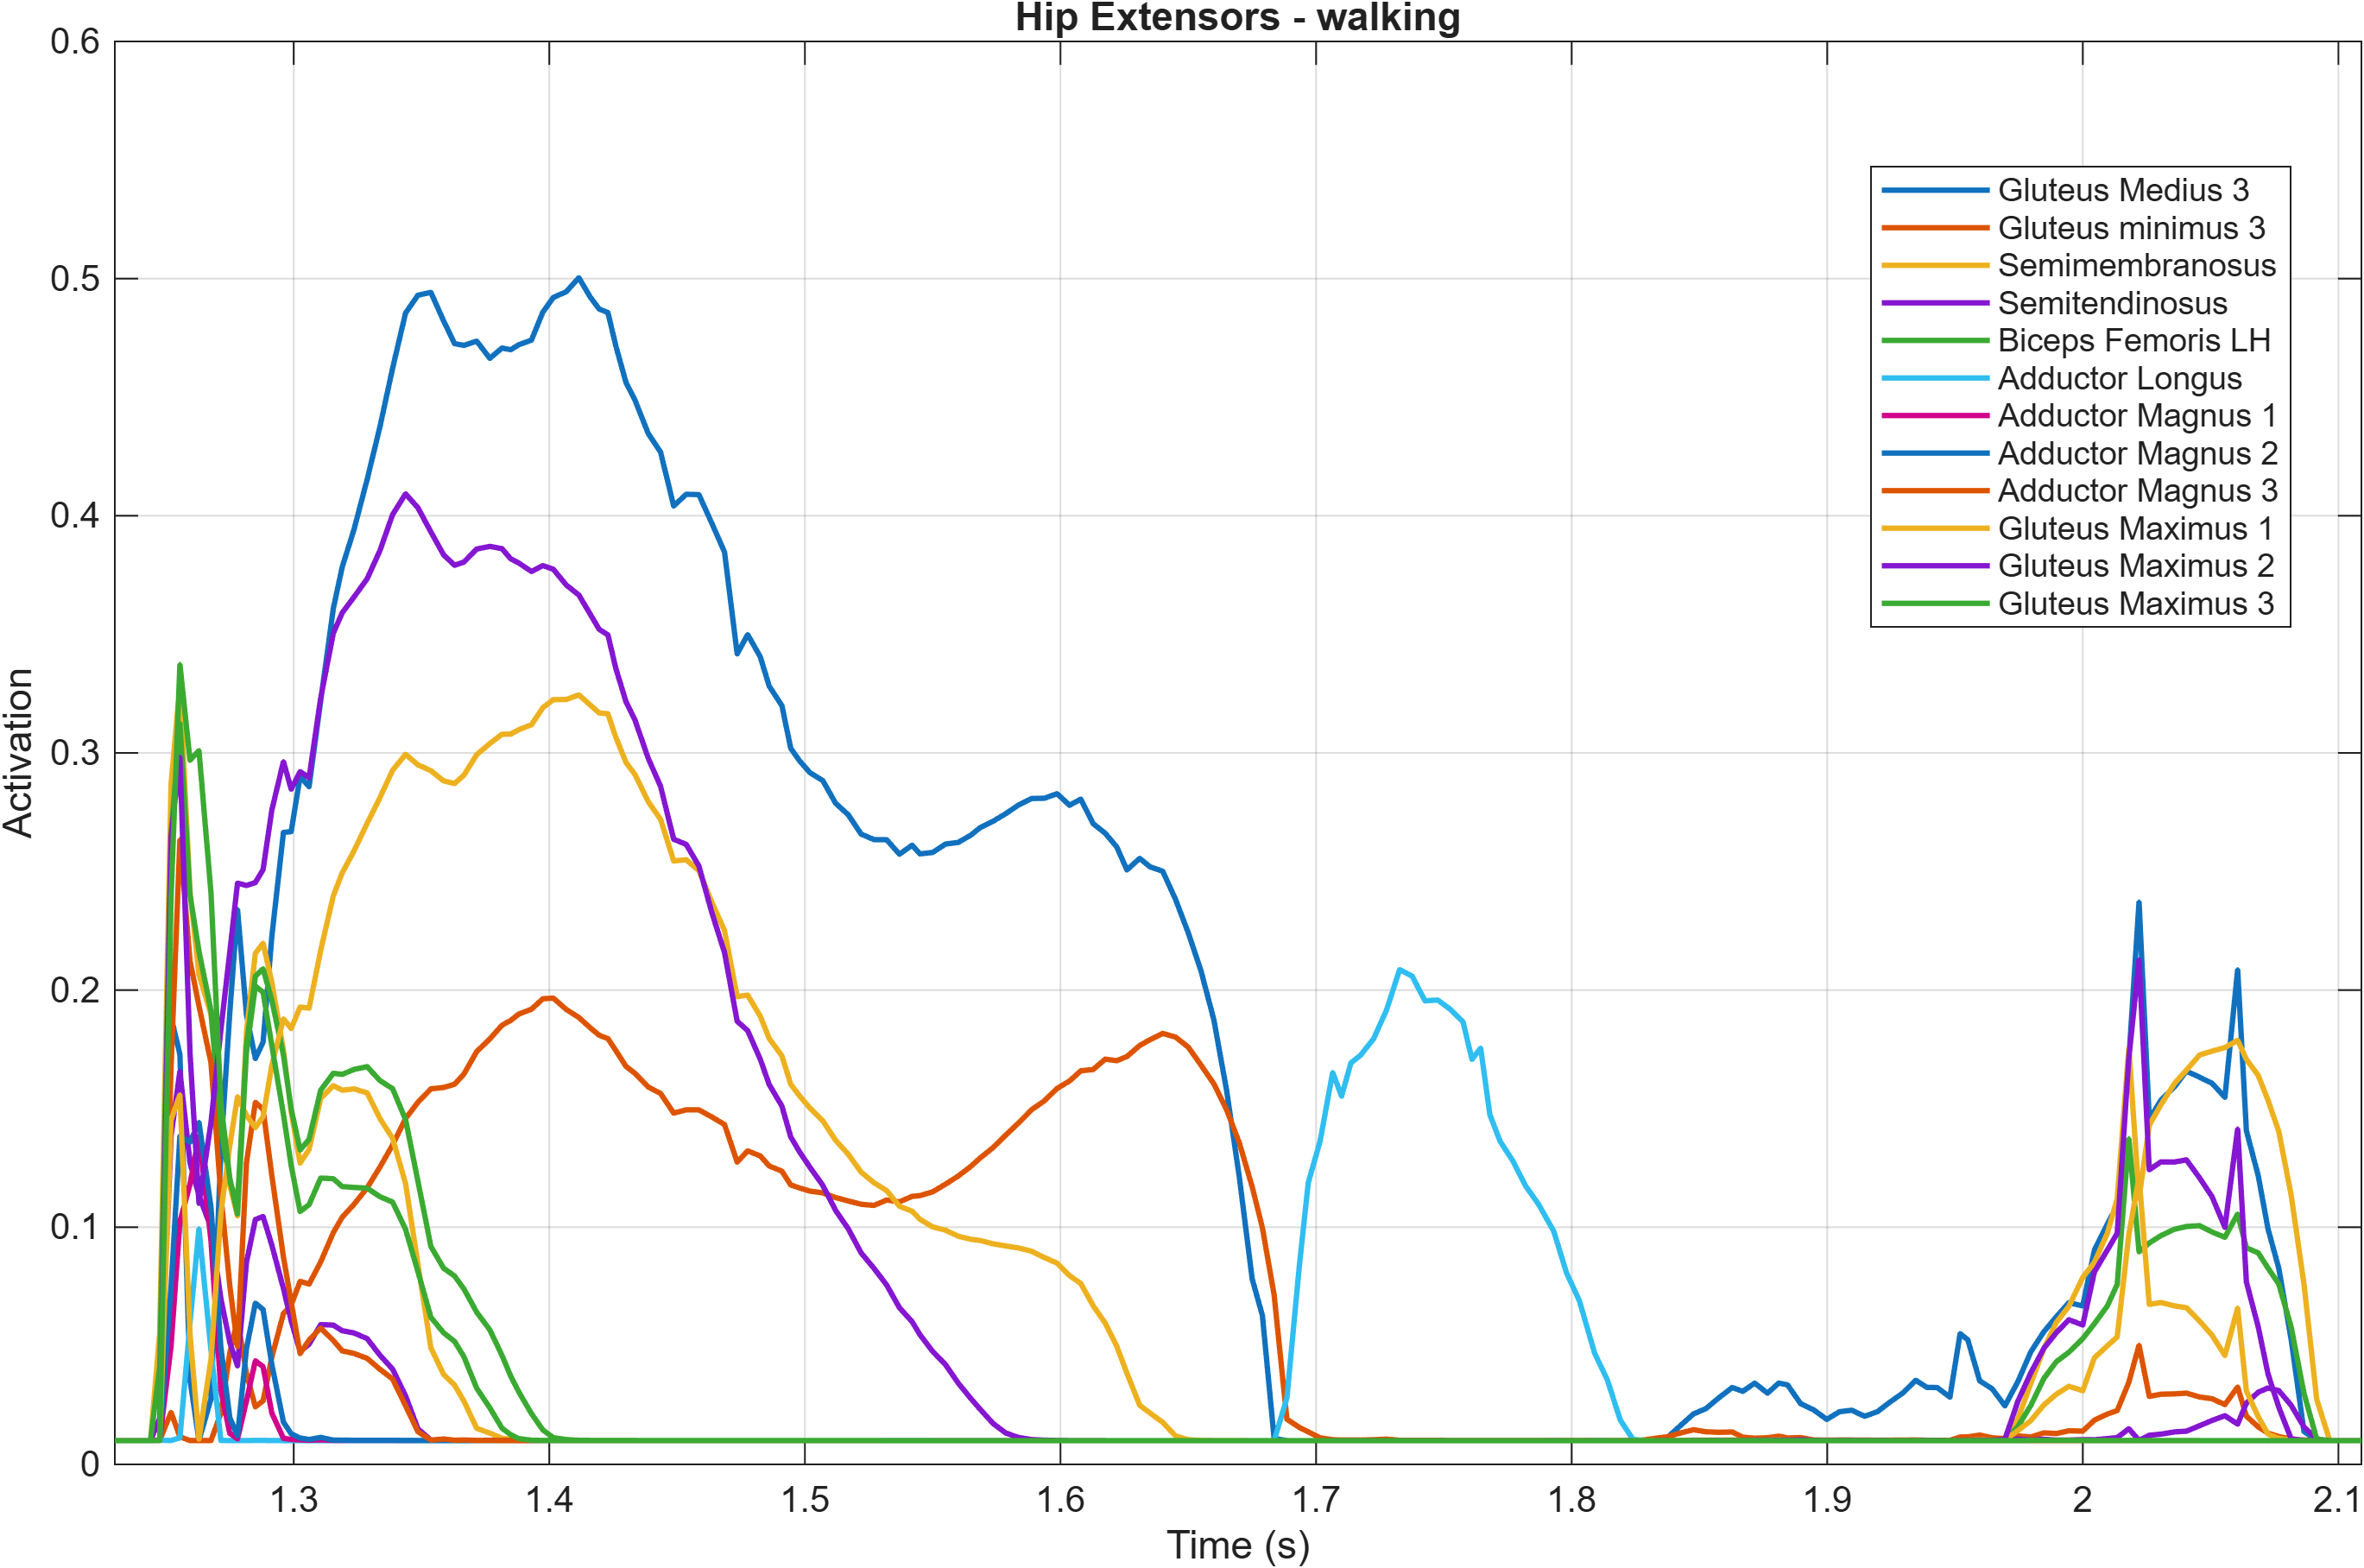 Hip Extensors - walking
0.6
0.5
0.4
0.3
0.2
0.1
0
Activation
Gluteus Medius 3
Gluteus minimus 3
Semimembranosus
Semitendinosus
Biceps Femoris LH
Adductor Longus
Adductor Magnus 1
Adductor Magnus 2
Adductor Magnus 3
Gluteus Maximus 1
Gluteus Maximus 2
Gluteus Maximus 3
1.3 1.4 1.5 1.6 1.7 1.8 1.9 2 2.1
Time (s)